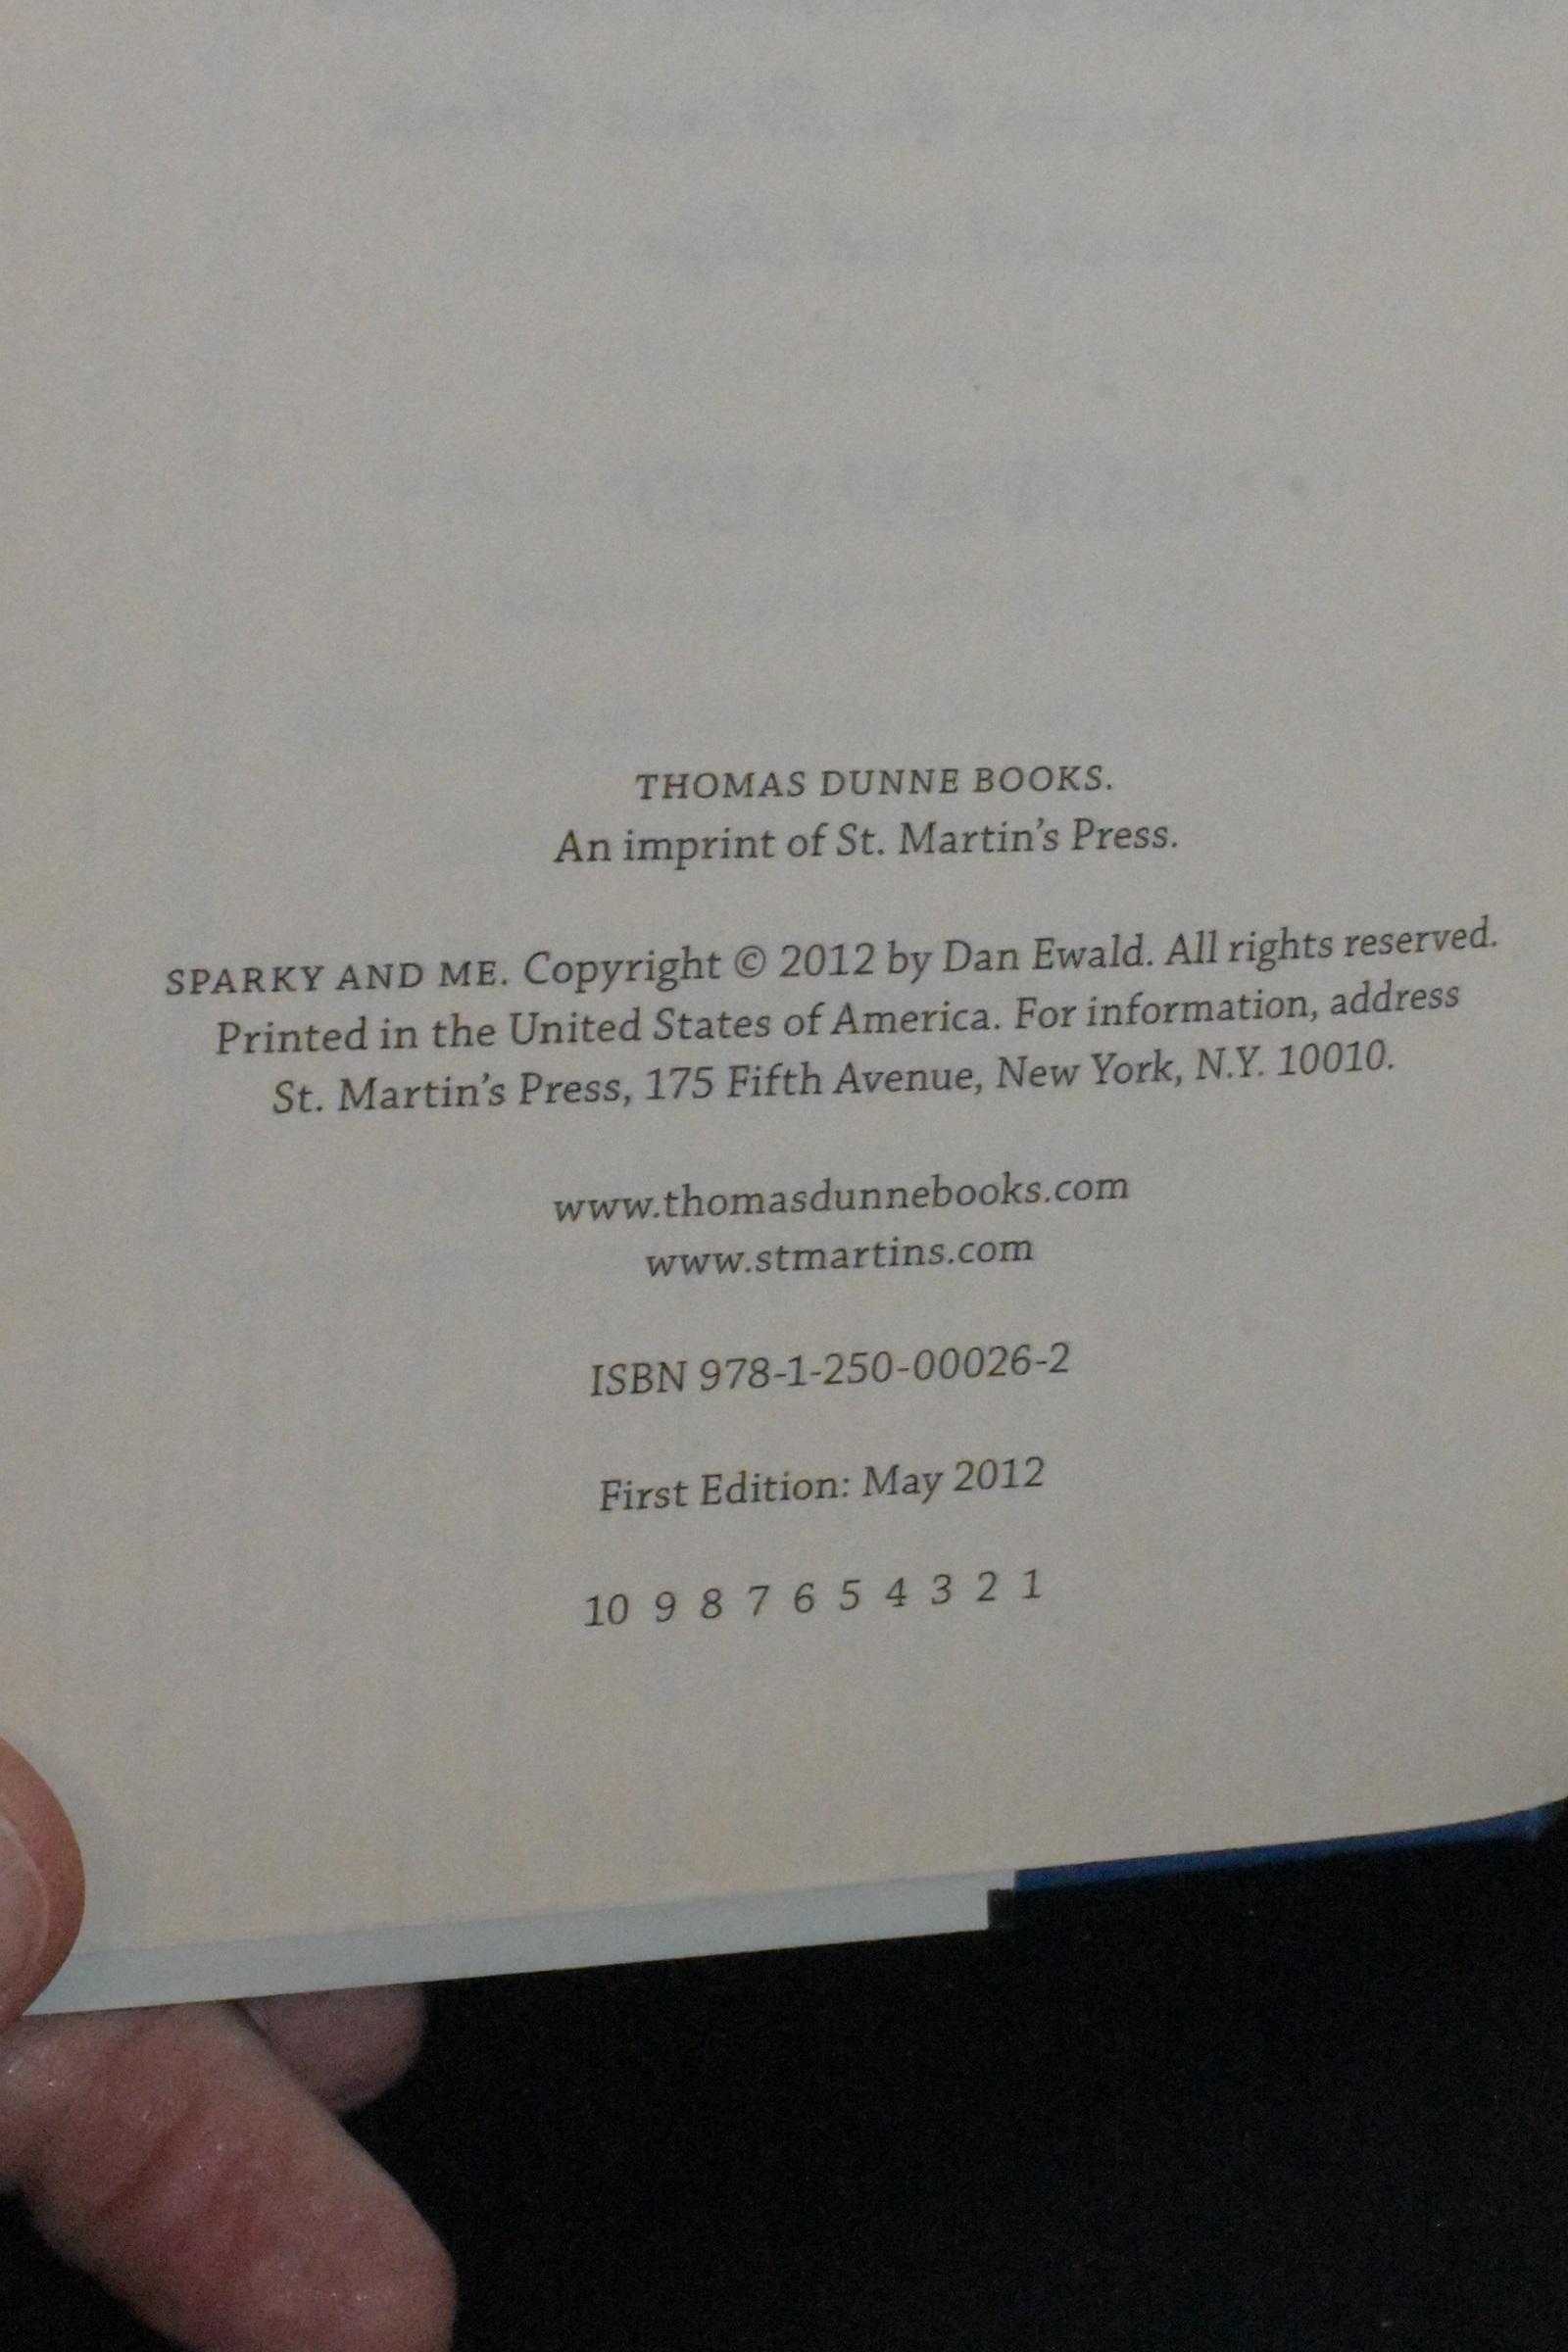 THOMAS DUNNE BOOKS.
An imprint of St. Martin's Press.
SPARKY AND ME. Copyright © 2012 by Dan Ewald. All rights reserved.
Printed in the United States of America. For information, address
St. Martin's Press, 175 Fifth Avenue, New York, N.Y. 10010.
www.thomasdunnebooks.com
www.stmartins.com
ISBN 978-1-250-00026-2
First Edition: May 2012
10 9 8 7 6 5 4 3 2 1